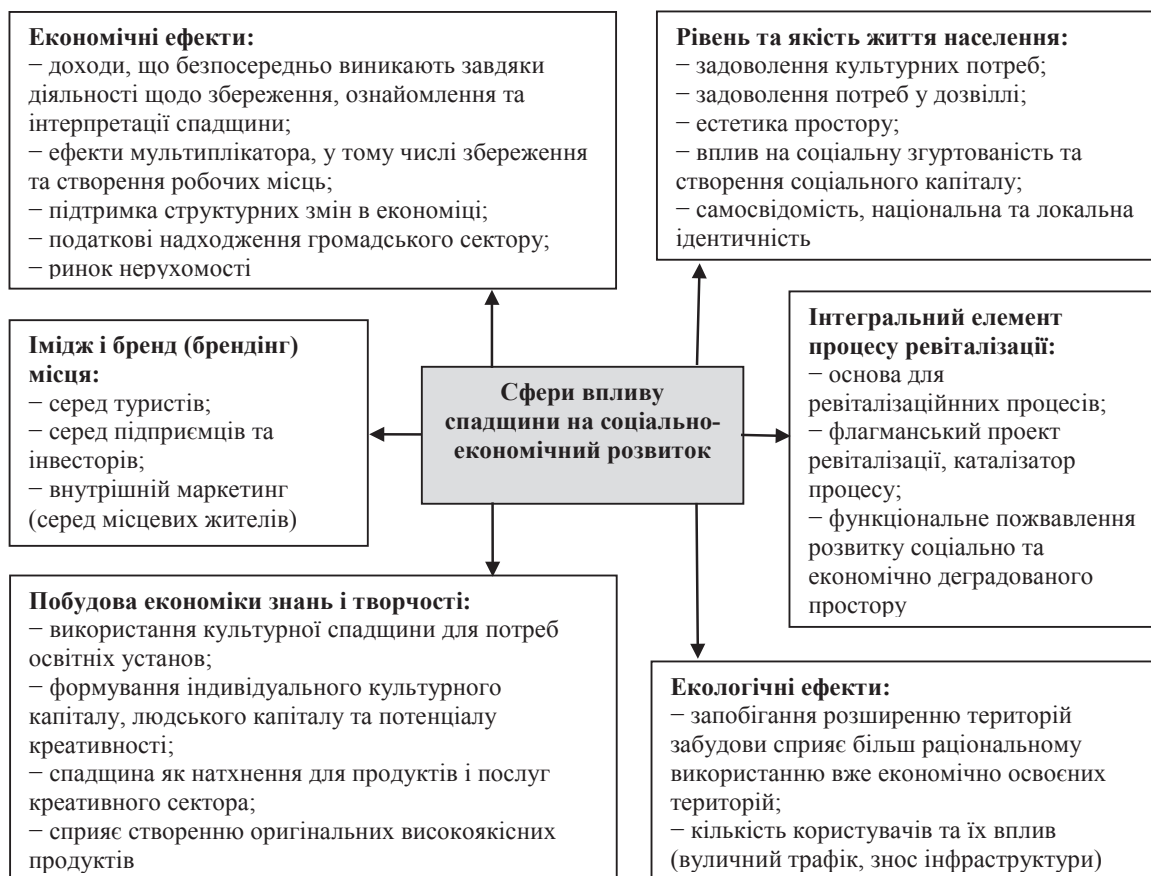 Економічні ефекти:
− доходи, що безпосередньо виникають завдяки
діяльності щодо збереження, ознайомлення та
інтерпретації спадщини;
− ефекти мультиплікатора, у тому числі збереження
та створення робочих місць;
− підтримка структурних змін в економіці;
− податкові надходження громадського сектору;
− ринок нерухомості
Рівень та якість життя населення:
− задоволення культурних потреб;
− задоволення потреб у дозвіллі;
− естетика простору;
− вплив на соціальну згуртованість та
створення соціального капіталу;
− самосвідомість, національна та локальна
ідентичність
Імідж і бренд (брендінг)
місця:
− серед туристів;
− серед підприємців та
інвесторів;
− внутрішній маркетинг
(серед місцевих жителів)
Сфери впливу
спадщини на соціально-
економічний розвиток
Інтегральний елемент
процесу ревіталізації:
− основа для
ревіталізаційнних процесів;
− флагманський проект
ревіталізації, каталізатор
процесу;
− функціональне пожвавлення
розвитку соціально та
економічно деградованого
простору
Побудова економіки знань і творчості:
− використання культурної спадщини для потреб
освітніх установ;
− формування індивідуального культурного
капіталу, людського капіталу та потенціалу
креативності;
− спадщина як натхнення для продуктів і послуг
креативного сектора;
− сприяє створенню оригінальних високоякісних
продуктів
Екологічні ефекти:
− запобігання розширенню територій
забудови сприяє більш раціональному
використанню вже економічно освоєних
територій;
− кількість користувачів та їх вплив
(вуличний трафік, знос інфраструктури)